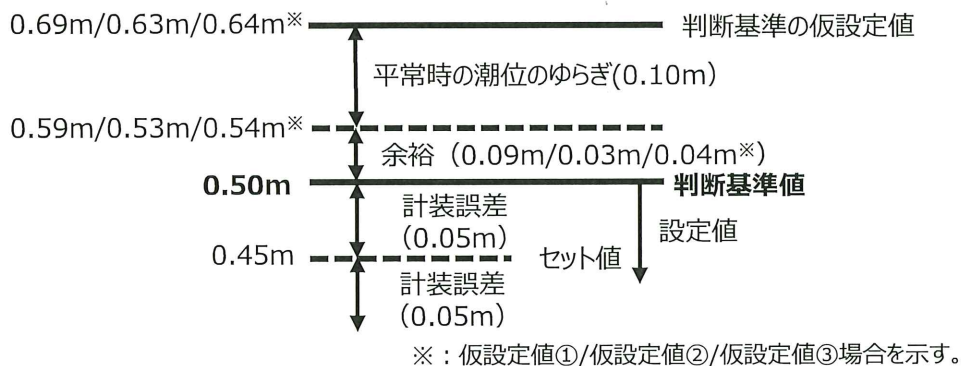 0.69m/0.63m/0.64m※ 判断基準の仮設定値
平常時の潮位のゆらぎ(0.10m)
0.59m/0.53m/0.54m※
余裕（0.09m/0.03m/0.04m※）
0.50m 判断基準値
計装誤差
（0.05m）
設定値
0.45m セット値
計装誤差
（0.05m）
※：仮設定値①/仮設定値②/仮設定値③場合を示す。